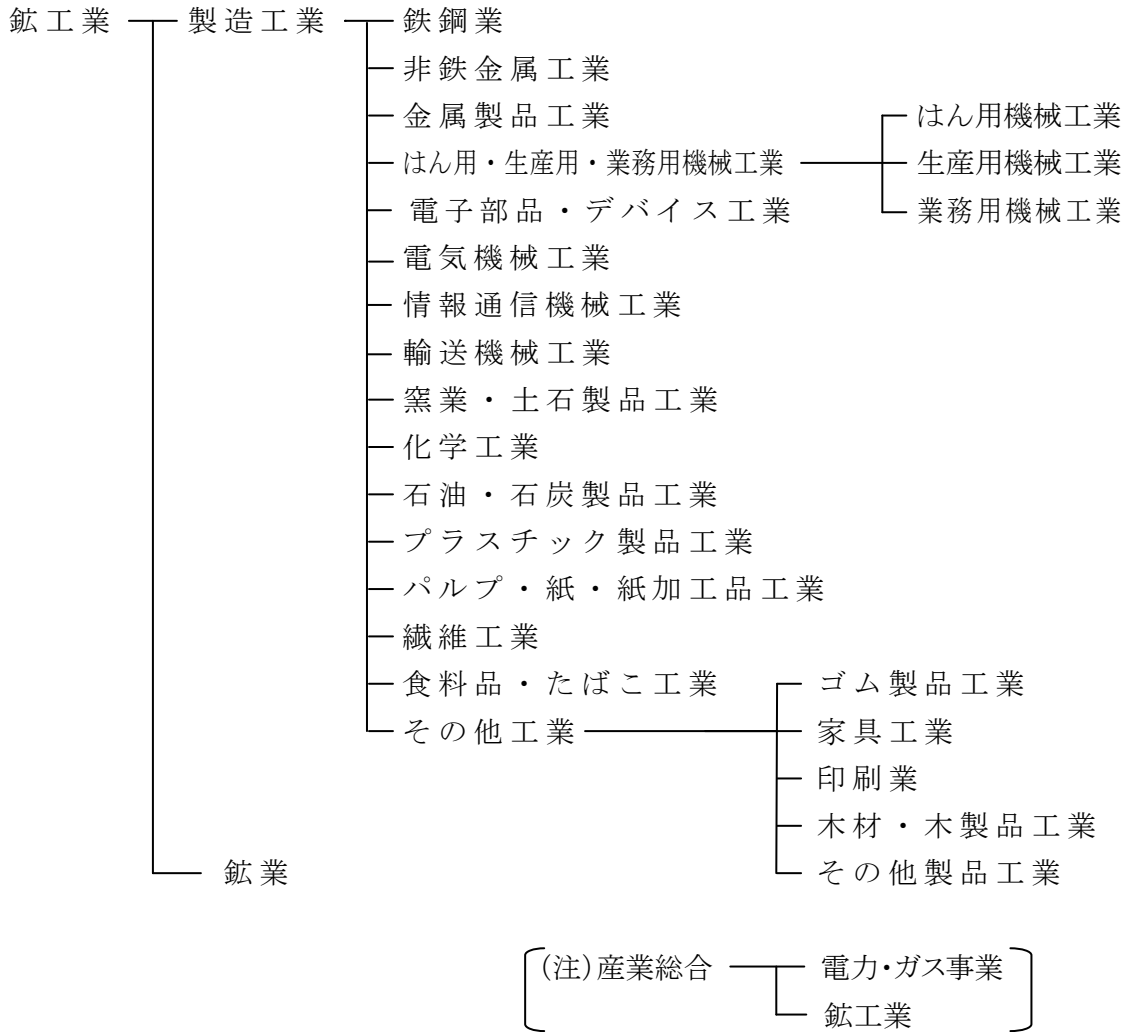 鉱工業 製造工業 鉄鋼業
非鉄金属工業
金属製品工業 はん用機械工業
はん用・生産用・業務用機械工業 生産用機械工業
電子部品・デバイス工業 業務用機械工業
電気機械工業
情報通信機械工業
輸送機械工業
窯業・土石製品工業
化学工業
石油・石炭製品工業
プラスチック製品工業
パルプ・紙・紙加工品工業
繊維工業
食料品・たばこ工業 ゴム製品工業
その他工業 家具工業
印刷業
木材・木製品工業
鉱業 その他製品工業
(注)産業総合 電力・ガス事業
鉱工業